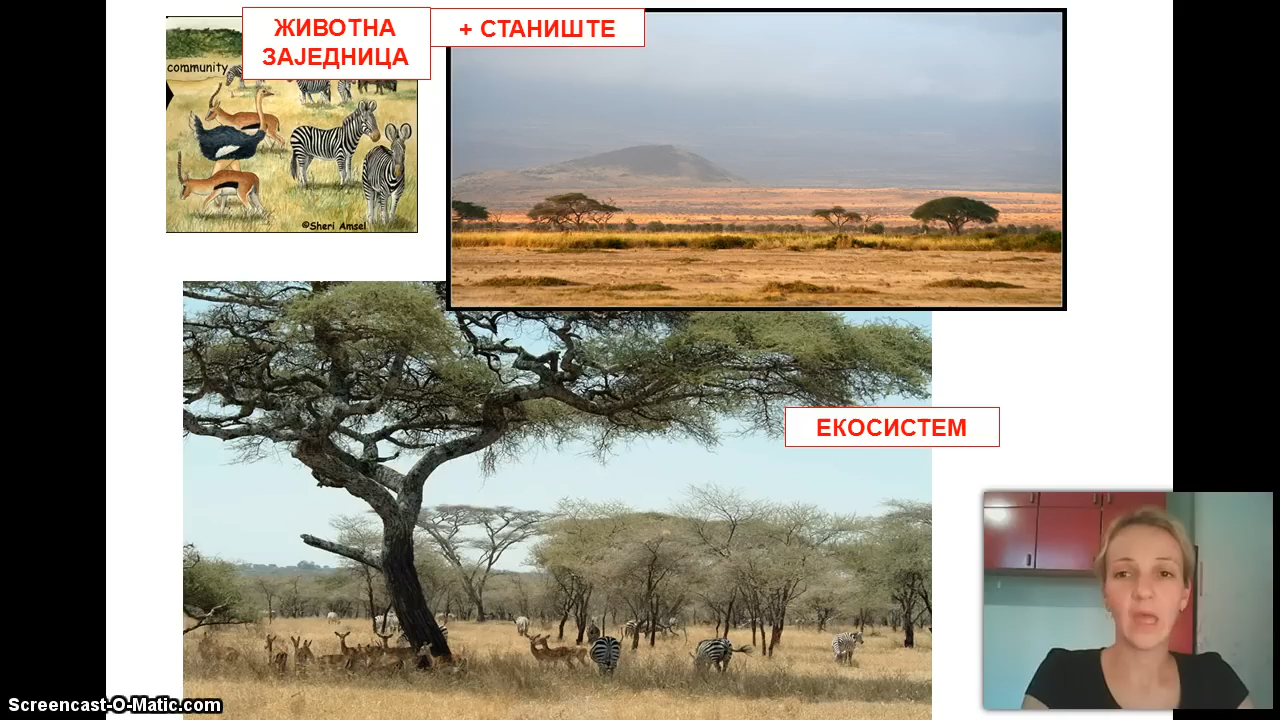 ЖИВОТНА
ЗАЈЕДНИЦА
+ СТАНИШТЕ
community
©Sheri Amsel
ЕКОСИСТЕМ
Screencast-O-Matic.com